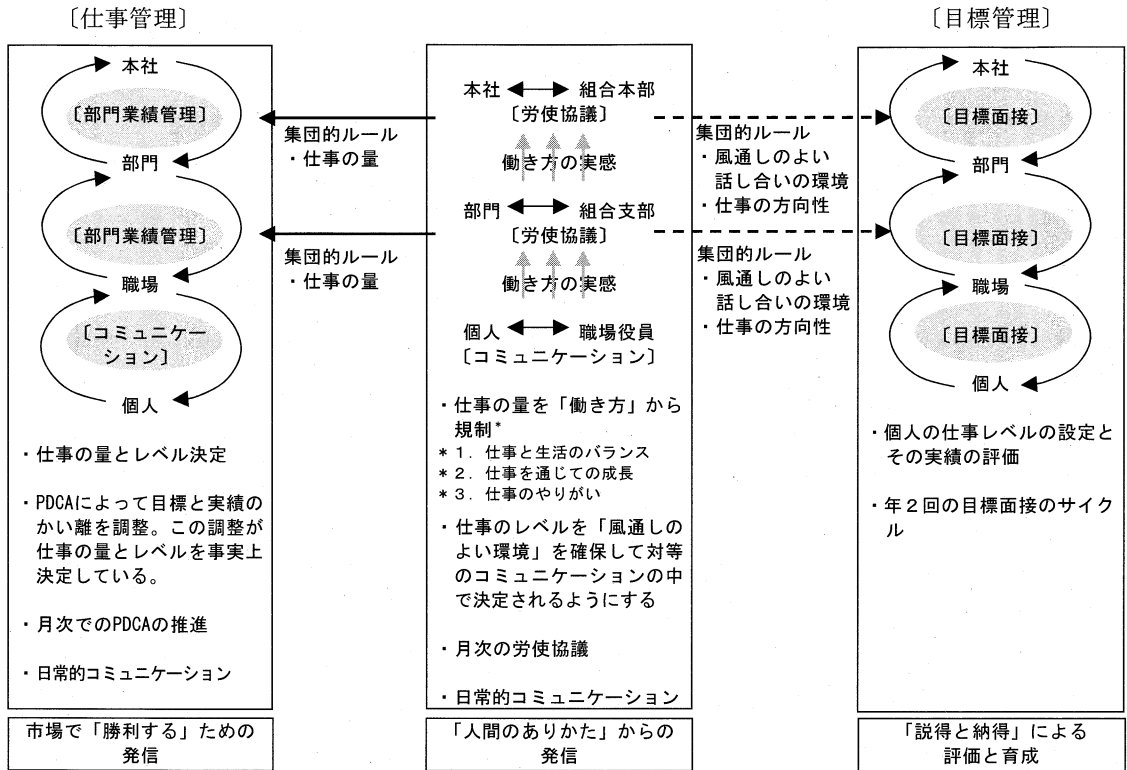 〔仕事管理〕
本社
〔部門業績管理〕
部門
〔部門業績管理〕
職場
〔コミュニケー
ション〕
個人
・仕事の量とレベル決定
・PDCAによって目標と実績の
かい離を調整。この調整が
仕事の量とレベルを事実上
決定している。
・月次でのPDCAの推進
・日常的コミュニケーション
市場で「勝利する」ための
発信
集団的ルール
・仕事の量
集団的ルール
・仕事の量
本社 組合本部
〔労使協議〕
働き方の実感
部門 組合支部
〔労使協議〕
働き方の実感
個人 職場役員
〔コミュニケーション〕
・仕事の量を「働き方」から
規制*
*1．仕事と生活のバランス
*2．仕事を通じての成長
*3．仕事のやりがい
・仕事のレベルを「風通しの
よい環境」を確保して対等
のコミュニケーションの中
で決定されるようにする
・月次の労使協議
・日常的コミュニケーション
「人間のありかた」からの
発信
集団的ルール
・風通しのよい
話し合いの環境
・仕事の方向性
集団的ルール
・風通しのよい
話し合いの環境
・仕事の方向性
〔目標管理〕
本社
〔目標面接〕
部門
〔目標面接〕
職場
〔目標面接〕
個人
・個人の仕事レベルの設定と
その実績の評価
・年２回の目標面接のサイク
ル
「説得と納得」による
評価と育成